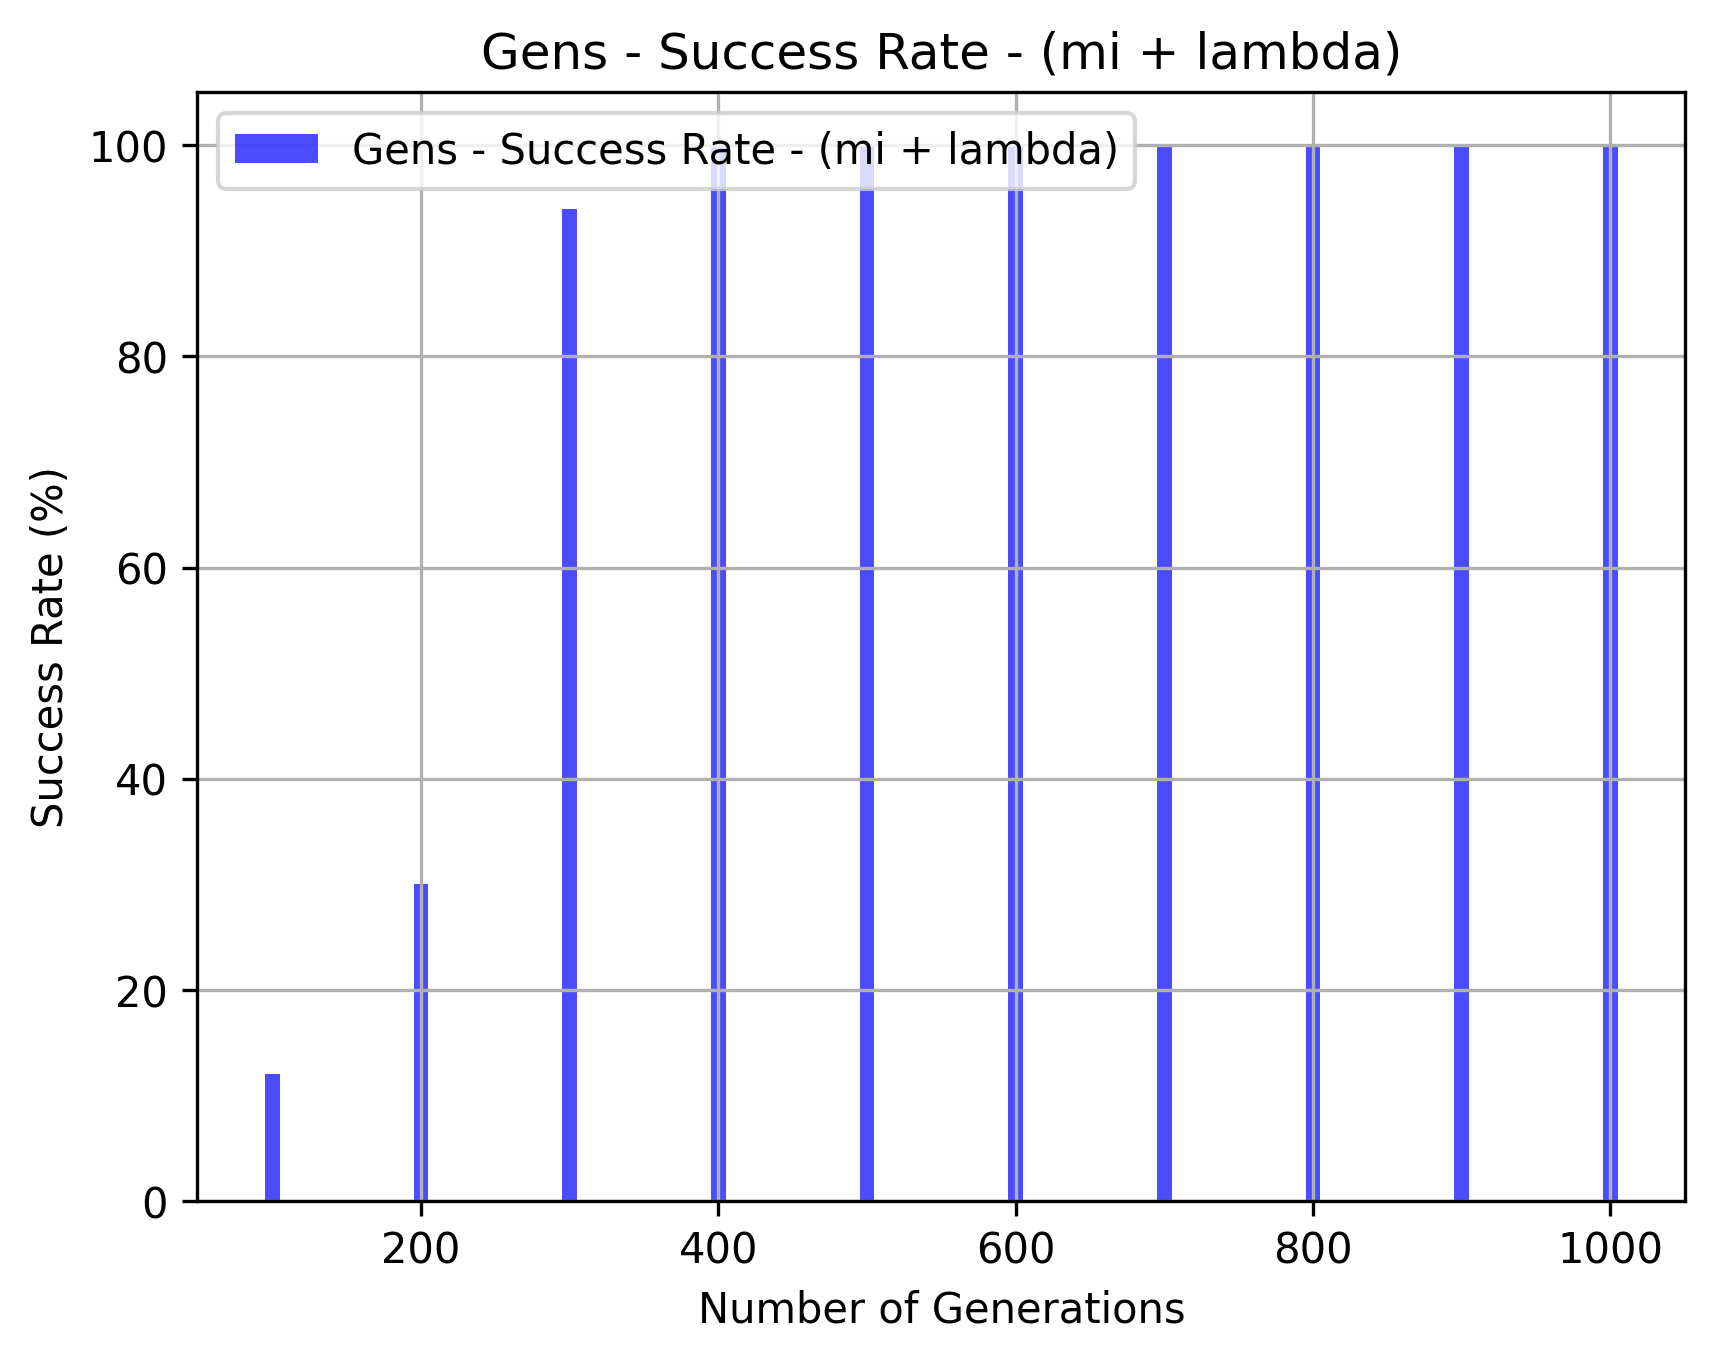 Gens - Success Rate - (mi + lambda)
Gens - Success Rate - (mi + lambda)
100
80
60
40
20
0
Success Rate (%)
200 400 600 800 1000
Number of Generations